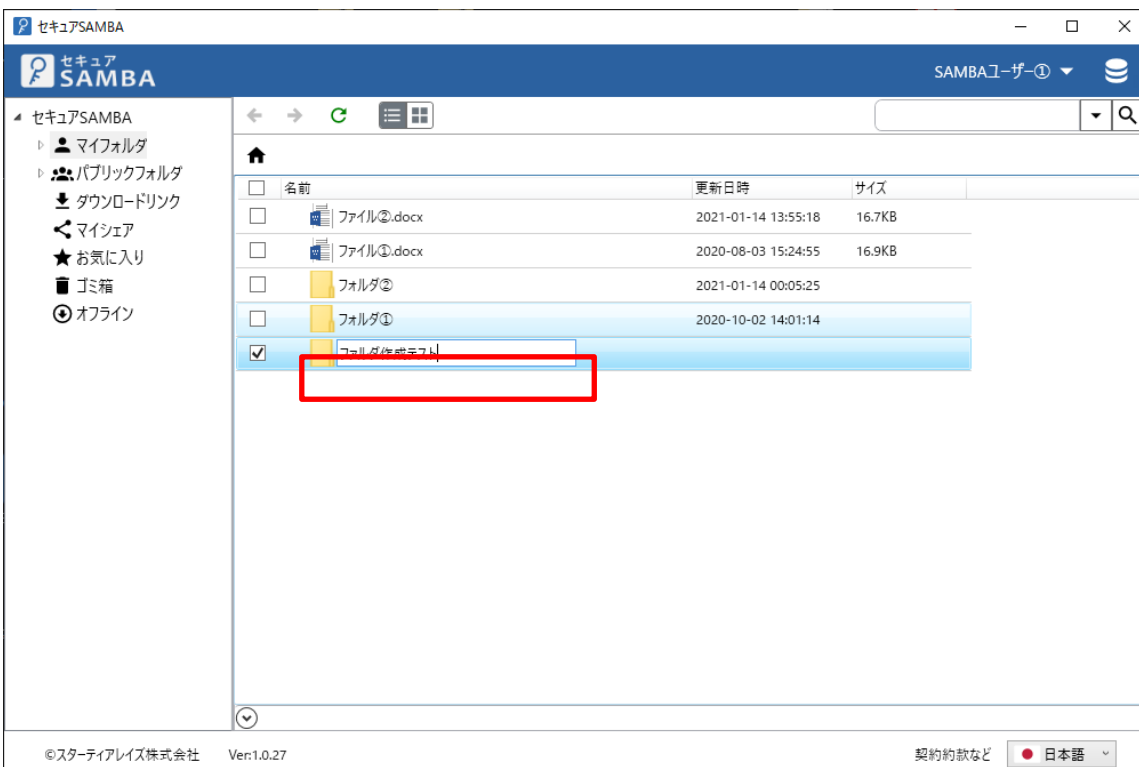 セキュアSAMBA
セキュア
SAMBA
SAMBAユーザー①
セキュアSAMBA
マイフォルダ
パブリックフォルダ
ダウンロードリンク
マイシェア
お気に入り
ゴミ箱
オフライン
名前 更新日時 サイズ
ファイル②.docx 2021-01-14 13:55:18 16.7KB
ファイル①.docx 2020-08-03 15:24:55 16.9KB
フォルダ② 2021-01-14 00:05:25
フォルダ① 2020-10-02 14:01:14
フォルダ作成テスト
©スターティアレイズ株式会社 Ver:1.0.27 契約約款など 日本語